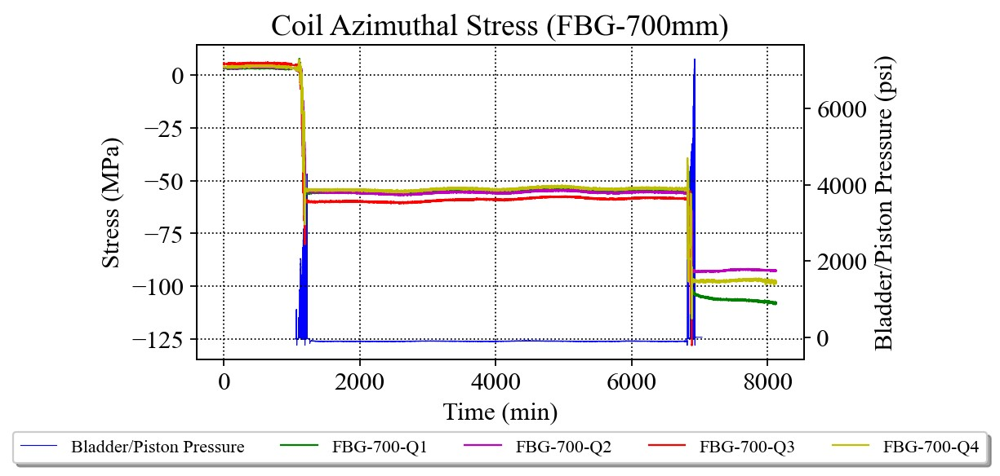 Coil Azimuthal Stress (FBG-700mm)
Stress (MPa)
0
−25
−50
−75
−100
−125
6000
4000
2000
0
Bladder/Piston Pressure (psi)
0 2000 4000 6000 8000
Time (min)
Bladder/Piston Pressure FBG-700-Q1 FBG-700-Q2 FBG-700-Q3 FBG-700-Q4